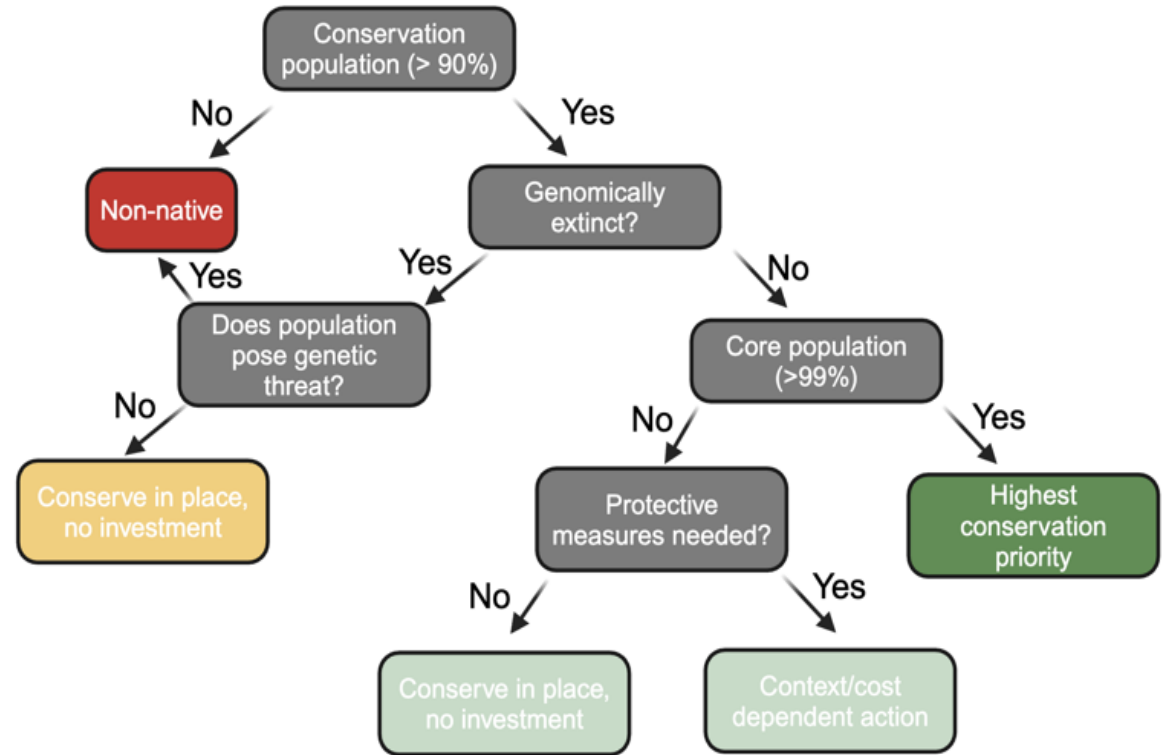 Conservation
population (> 90%)
No
Yes
Non-native
Genomically
extinct?
Yes
Yes
No
Does population
pose genetic
threat?
Core population
(>99%)
No
No
Yes
Conserve in place,
no investment
Protective
measures needed?
Highest
conservation
priority
No
Yes
Conserve in place,
no investment
Context/cost
dependent action